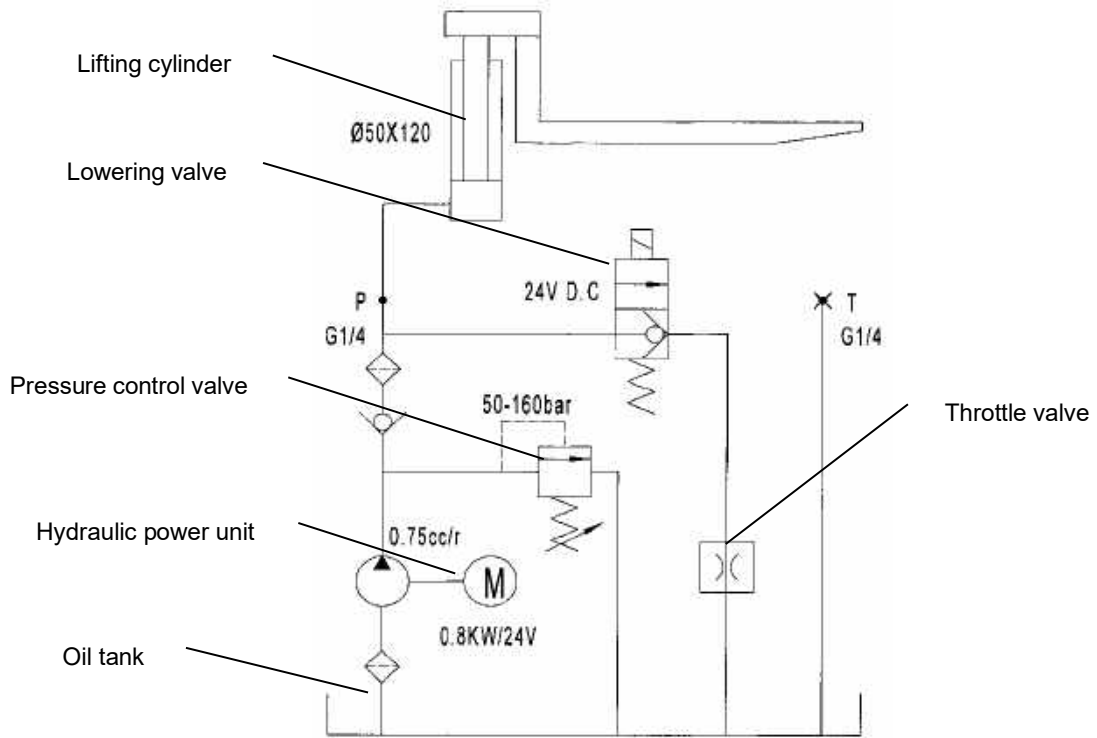 Lifting cylinder
Ø50X120
Lowering valve
24V D.C
P
T
G1/4
G1/4
Pressure control valve
50-160bar
Throttle valve
Hydraulic power unit
0.75cc/r
M
0.8KW/24V
Oil tank